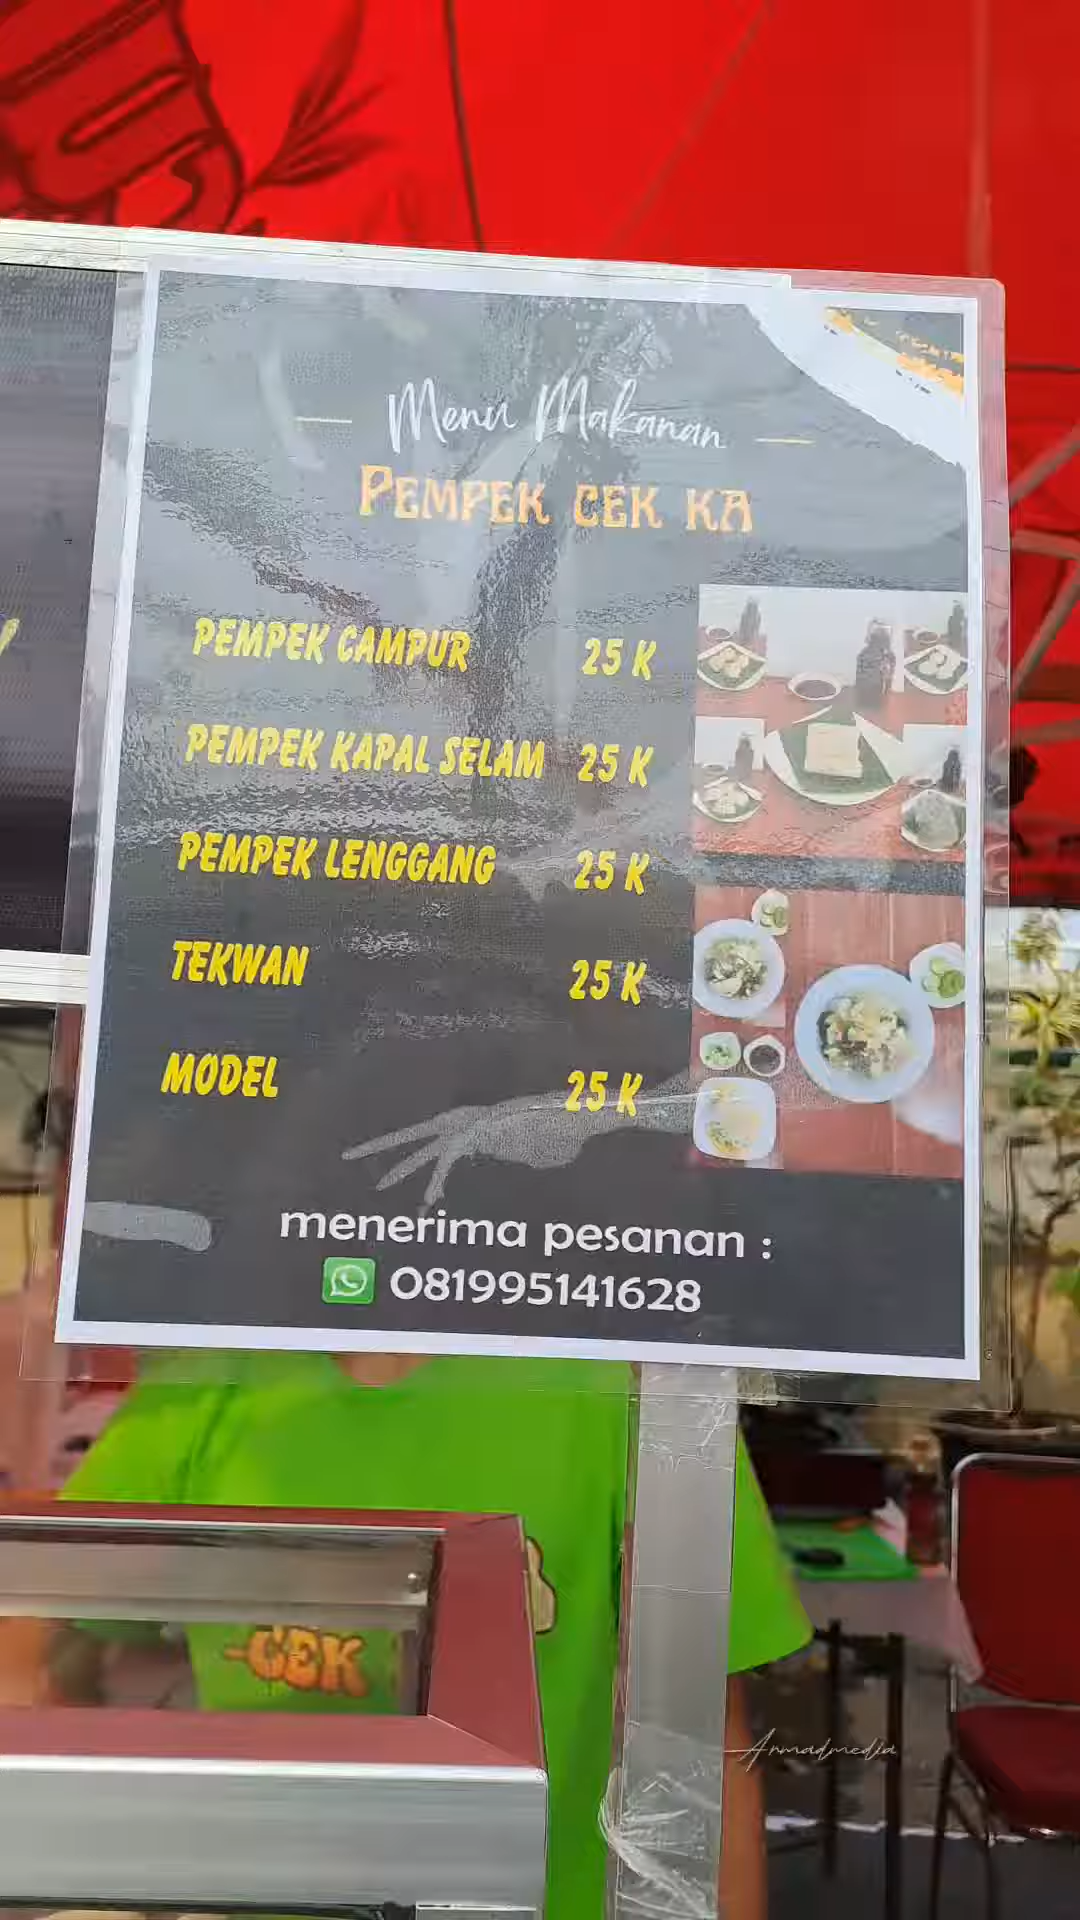 Menu Makanan
PEMPEK CEK KA
PEMPEK CAMPUR 25 K
PEMPEK KAPAL SELAM 25 K
PEMPEK LENGGANG 25 K
TEKWAN 25 K
MODEL 25 K
menerima pesanan :
081995141628
-CEK
Armadmedia